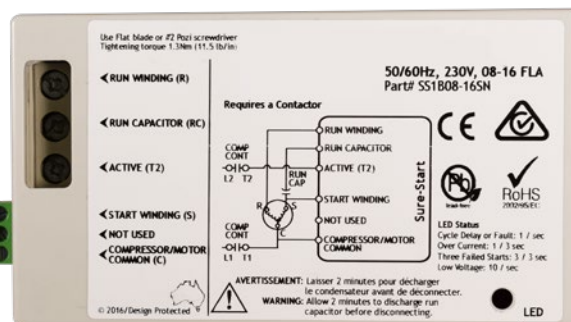 Use Flat blade or #2 Pozi screwdriver
Tightening torque 1.3Nm (11.5 lb/in)
RUN WINDING (R)
RUN CAPACITOR (RC)
ACTIVE (T2)
START WINDING (S)
NOT USED
COMPRESSOR/MOTOR
COMMON (C)
© 2016/Design Protected
Requires a Contactor
COMP
CONT
L2 T2
RUN
CAP
R
S
C
COMP
CONT
L1 T1
RUN WINDING
RUN CAPACITOR
ACTIVE (T2)
START WINDING
NOT USED
COMPRESSOR/MOTOR
COMMON
Sure-Start
50/60Hz, 230V, 08-16 FLA
Part# SS1B08-16SN
CE
Pb
RoHS
2002/95/EC
LED Status
Cycle Delay or Fault: 1 / sec
Over Current: 1 / 3 sec
Three Failed Starts: 3 / 3 sec
Low Voltage: 10 / sec
AVERTISSEMENT: Laisser 2 minutes pour décharger
le condensateur avant de déconnecter.
WARNING: Allow 2 minutes to discharge run
capacitor before disconnecting.
LED